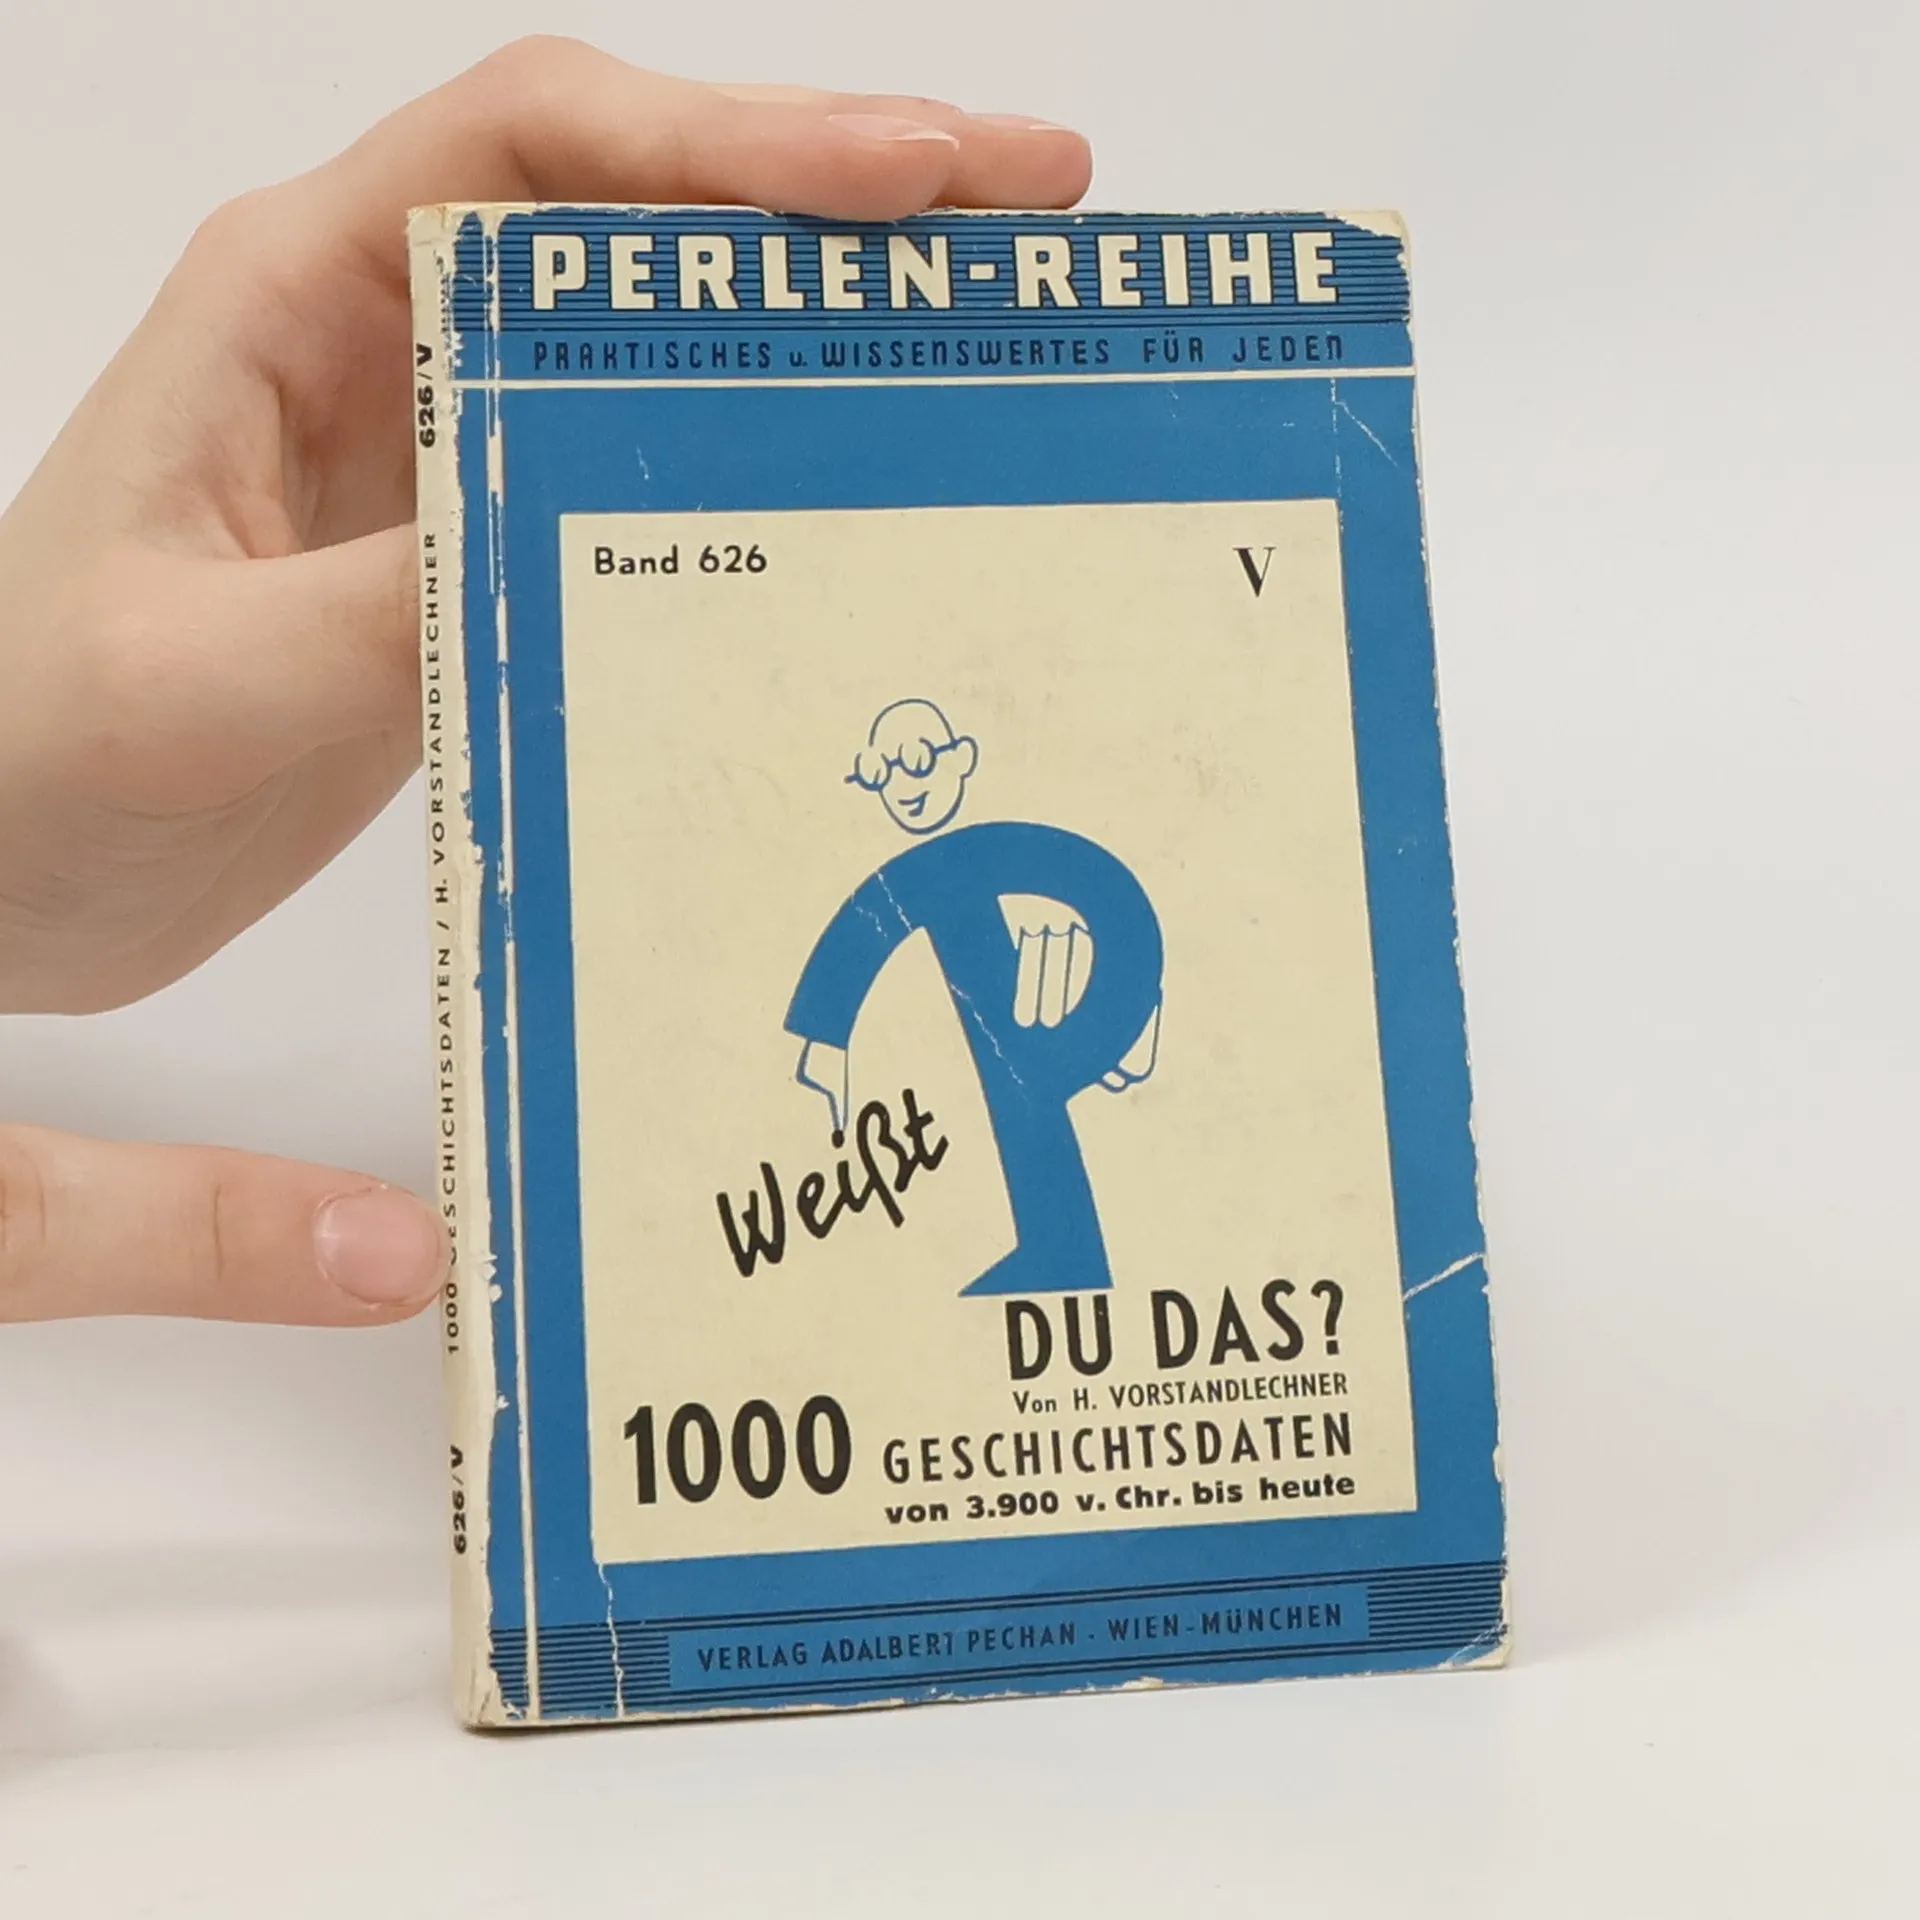 PERLEN-REIHE
PRAKTISCHES u. WISSENSWERTES FÜR JEDEN
Band 626
V
Weißt
DU DAS?
Von H. VORSTANDLECHNER
1000 GESCHICHTSDATEN
von 3.900 v. Chr. bis heute
VERLAG ADALBERT PECHAN . WIEN-MÜNCHEN
626/V 1000 GESCHICHTSDATEN / H. VORSTANDLECHNER 626/V